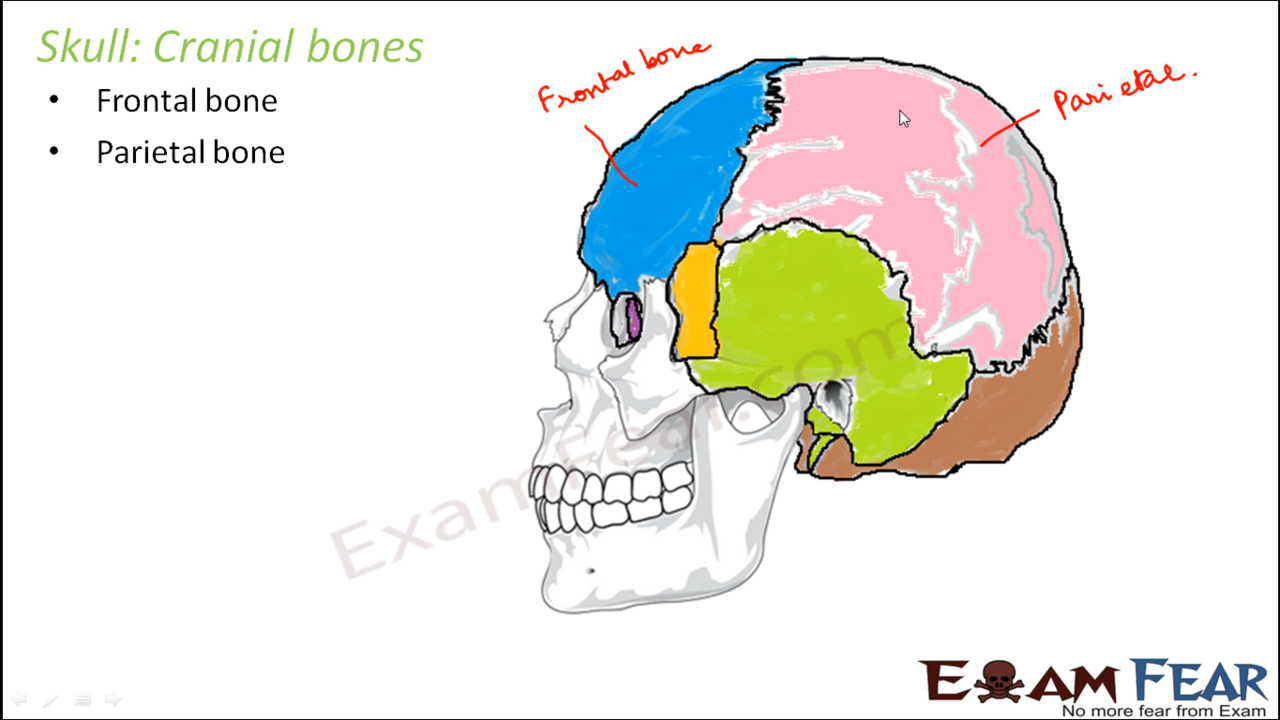 Skull: Cranial bones
• Frontal bone
• Parietal bone
Frontal bone
Parietal.
ExamFear.com
EXAM FEAR
No more fear from Exam